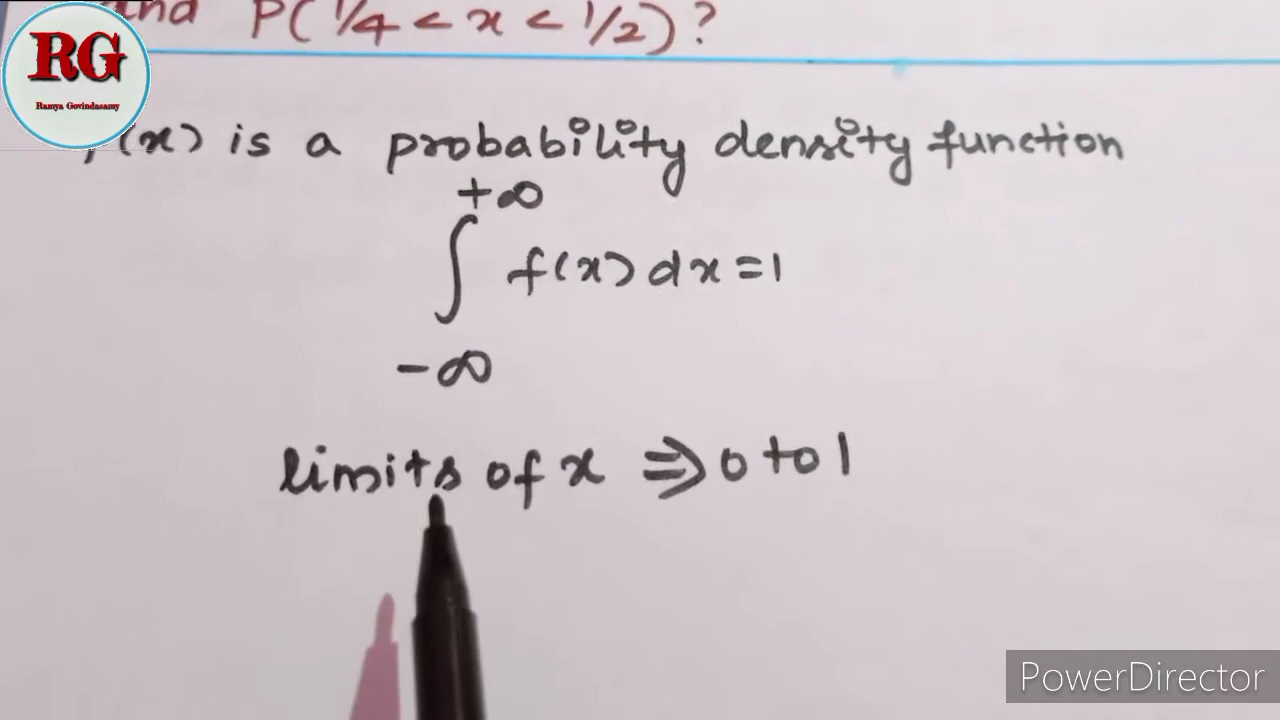 and P(1/4 < x < 1/2)?
RG
Ramya Govindasamy
f(x) is a probability density function
+∞
∫ f(x) dx = 1
-∞
limits of x ⇒ 0 to 1
PowerDirector